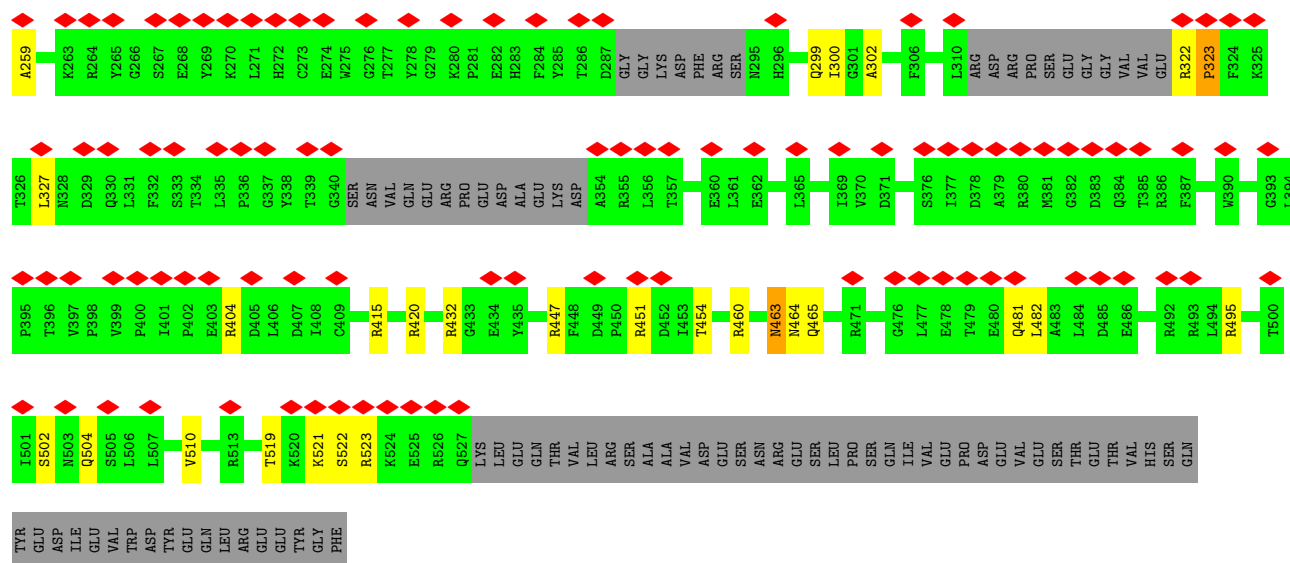 A259 K263 R264 Y265 G266 S267 E268 Y269 K270 L271 H272 C273 E274 W275 G276 T277 Y278 G279 K280 P281 E282 H283 F284 Y285 T286 D287 GLY GLY LYS ASP PHE ARG SER N295 H296 Q299 I300 G301 A302 F306 L310 ARG ASP ARG PRO SER GLU GLY GLY VAL VAL GLU R322 P323 F324 K325
T326 L327 N328 D329 Q330 L331 F332 S333 T334 L335 P336 G337 Y338 T339 G340 SER ASN VAL GLN GLU ARG PRO GLU ASP ALA GLU LYS ASP A354 R355 L356 T357 E360 L361 E362 L365 I369 V370 D371 S376 I377 D378 A379 R380 M381 G382 D383 Q384 T385 R386 F387 W390 G393 L394
P395 T396 V397 P398 V399 P400 I401 P402 E403 R404 D405 L406 D407 I408 C409 R415 R420 R432 G433 E434 Y435 R447 F448 D449 P450 R451 D452 I453 T454 R460 N463 N464 Q465 R471 G476 L477 E478 T479 E480 Q481 L482 A483 L484 D485 E486 R492 R493 L494 R495 T500
I501 S502 N503 Q504 S505 L506 L507 V510 R513 T519 K520 K521 S522 R523 K524 E525 R526 Q527 LYS LEU GLU GLN THR VAL LEU ARG SER ALA ALA VAL ASP GLU SER ASN ARG GLU SER LEU PRO SER GLN ILE VAL GLU PRO ASP GLU VAL GLU SER THR GLU THR VAL HIS SER GLN
TYR GLU ASP ILE GLU VAL TRP ASP TYR GLU GLN LEU ARG GLU GLU TYR GLY PHE